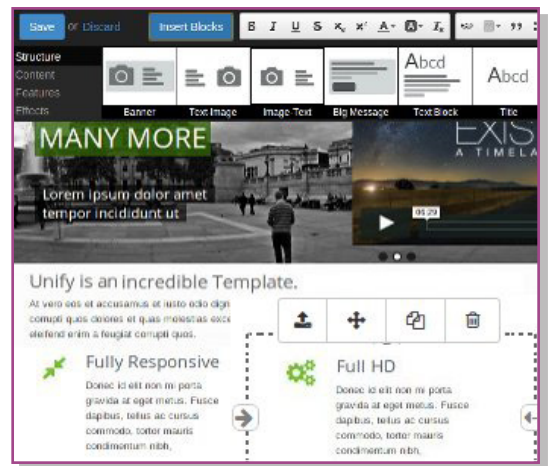 Save or Discard Insert Blocks B I U S x, x² A A Ix
Structure
Content
Features
Effects
Abcd
Abcd
Banner Text Image Image-Text Big Message Text Block Title
MANY MORE
EXIS
A TIMELA
Lorem ipsum dolor amet
tempor incididunt ut
05:29
Unify is an incredible Template.
At vero eos et accusamus et iusto odio dign
corrupti quos dolores et quas molestias exce
eleifend enim a feugiat corrupti quos.
Fully Responsive
Donec id elit non mi porta
gravida at eget metus. Fusce
dapibus, tellus ac cursus
commodo, tortor mauris
condimentum nibh,
Full HD
Donec id elit non mi porta
gravida at eget metus. Fusce
dapibus, tellus ac cursus
commodo, tortor mauris
condimentum nibh,